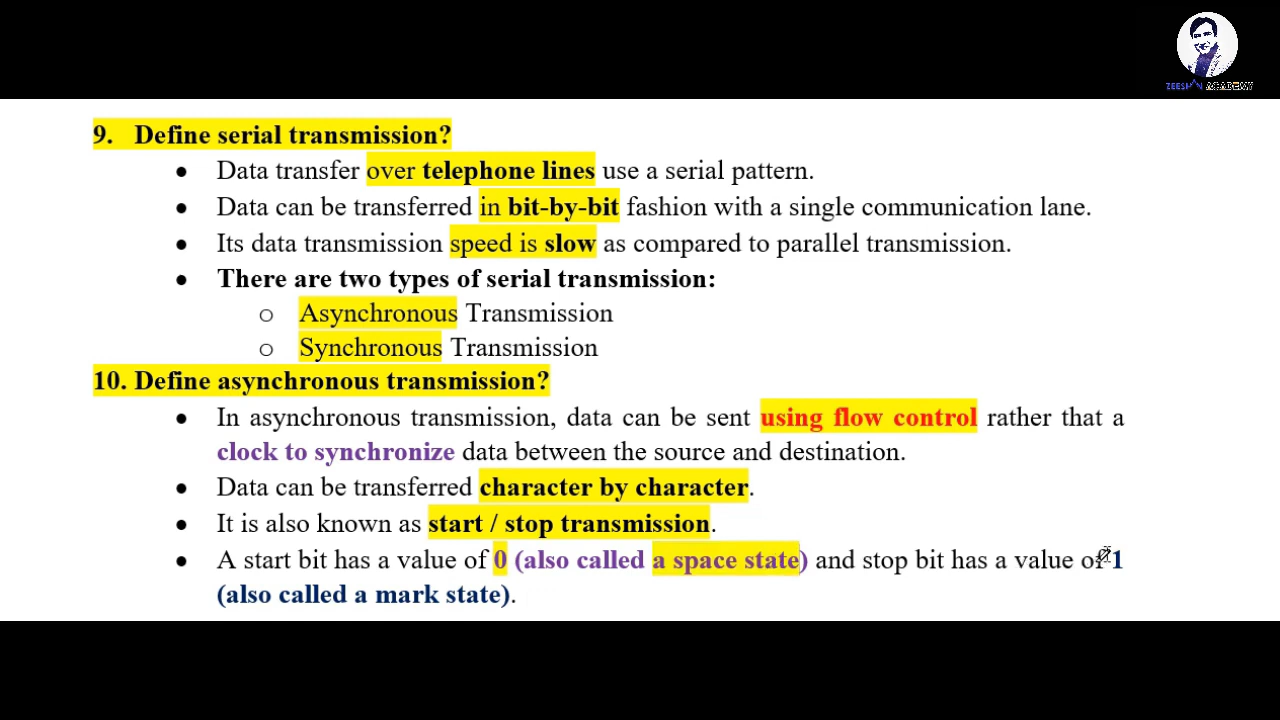 ZEESHAN ACADEMY
9. Define serial transmission?
• Data transfer over telephone lines use a serial pattern.
• Data can be transferred in bit-by-bit fashion with a single communication lane.
• Its data transmission speed is slow as compared to parallel transmission.
• There are two types of serial transmission:
o Asynchronous Transmission
o Synchronous Transmission
10. Define asynchronous transmission?
• In asynchronous transmission, data can be sent using flow control rather that a
clock to synchronize data between the source and destination.
• Data can be transferred character by character.
• It is also known as start / stop transmission.
• A start bit has a value of 0 (also called a space state) and stop bit has a value of 1
(also called a mark state).